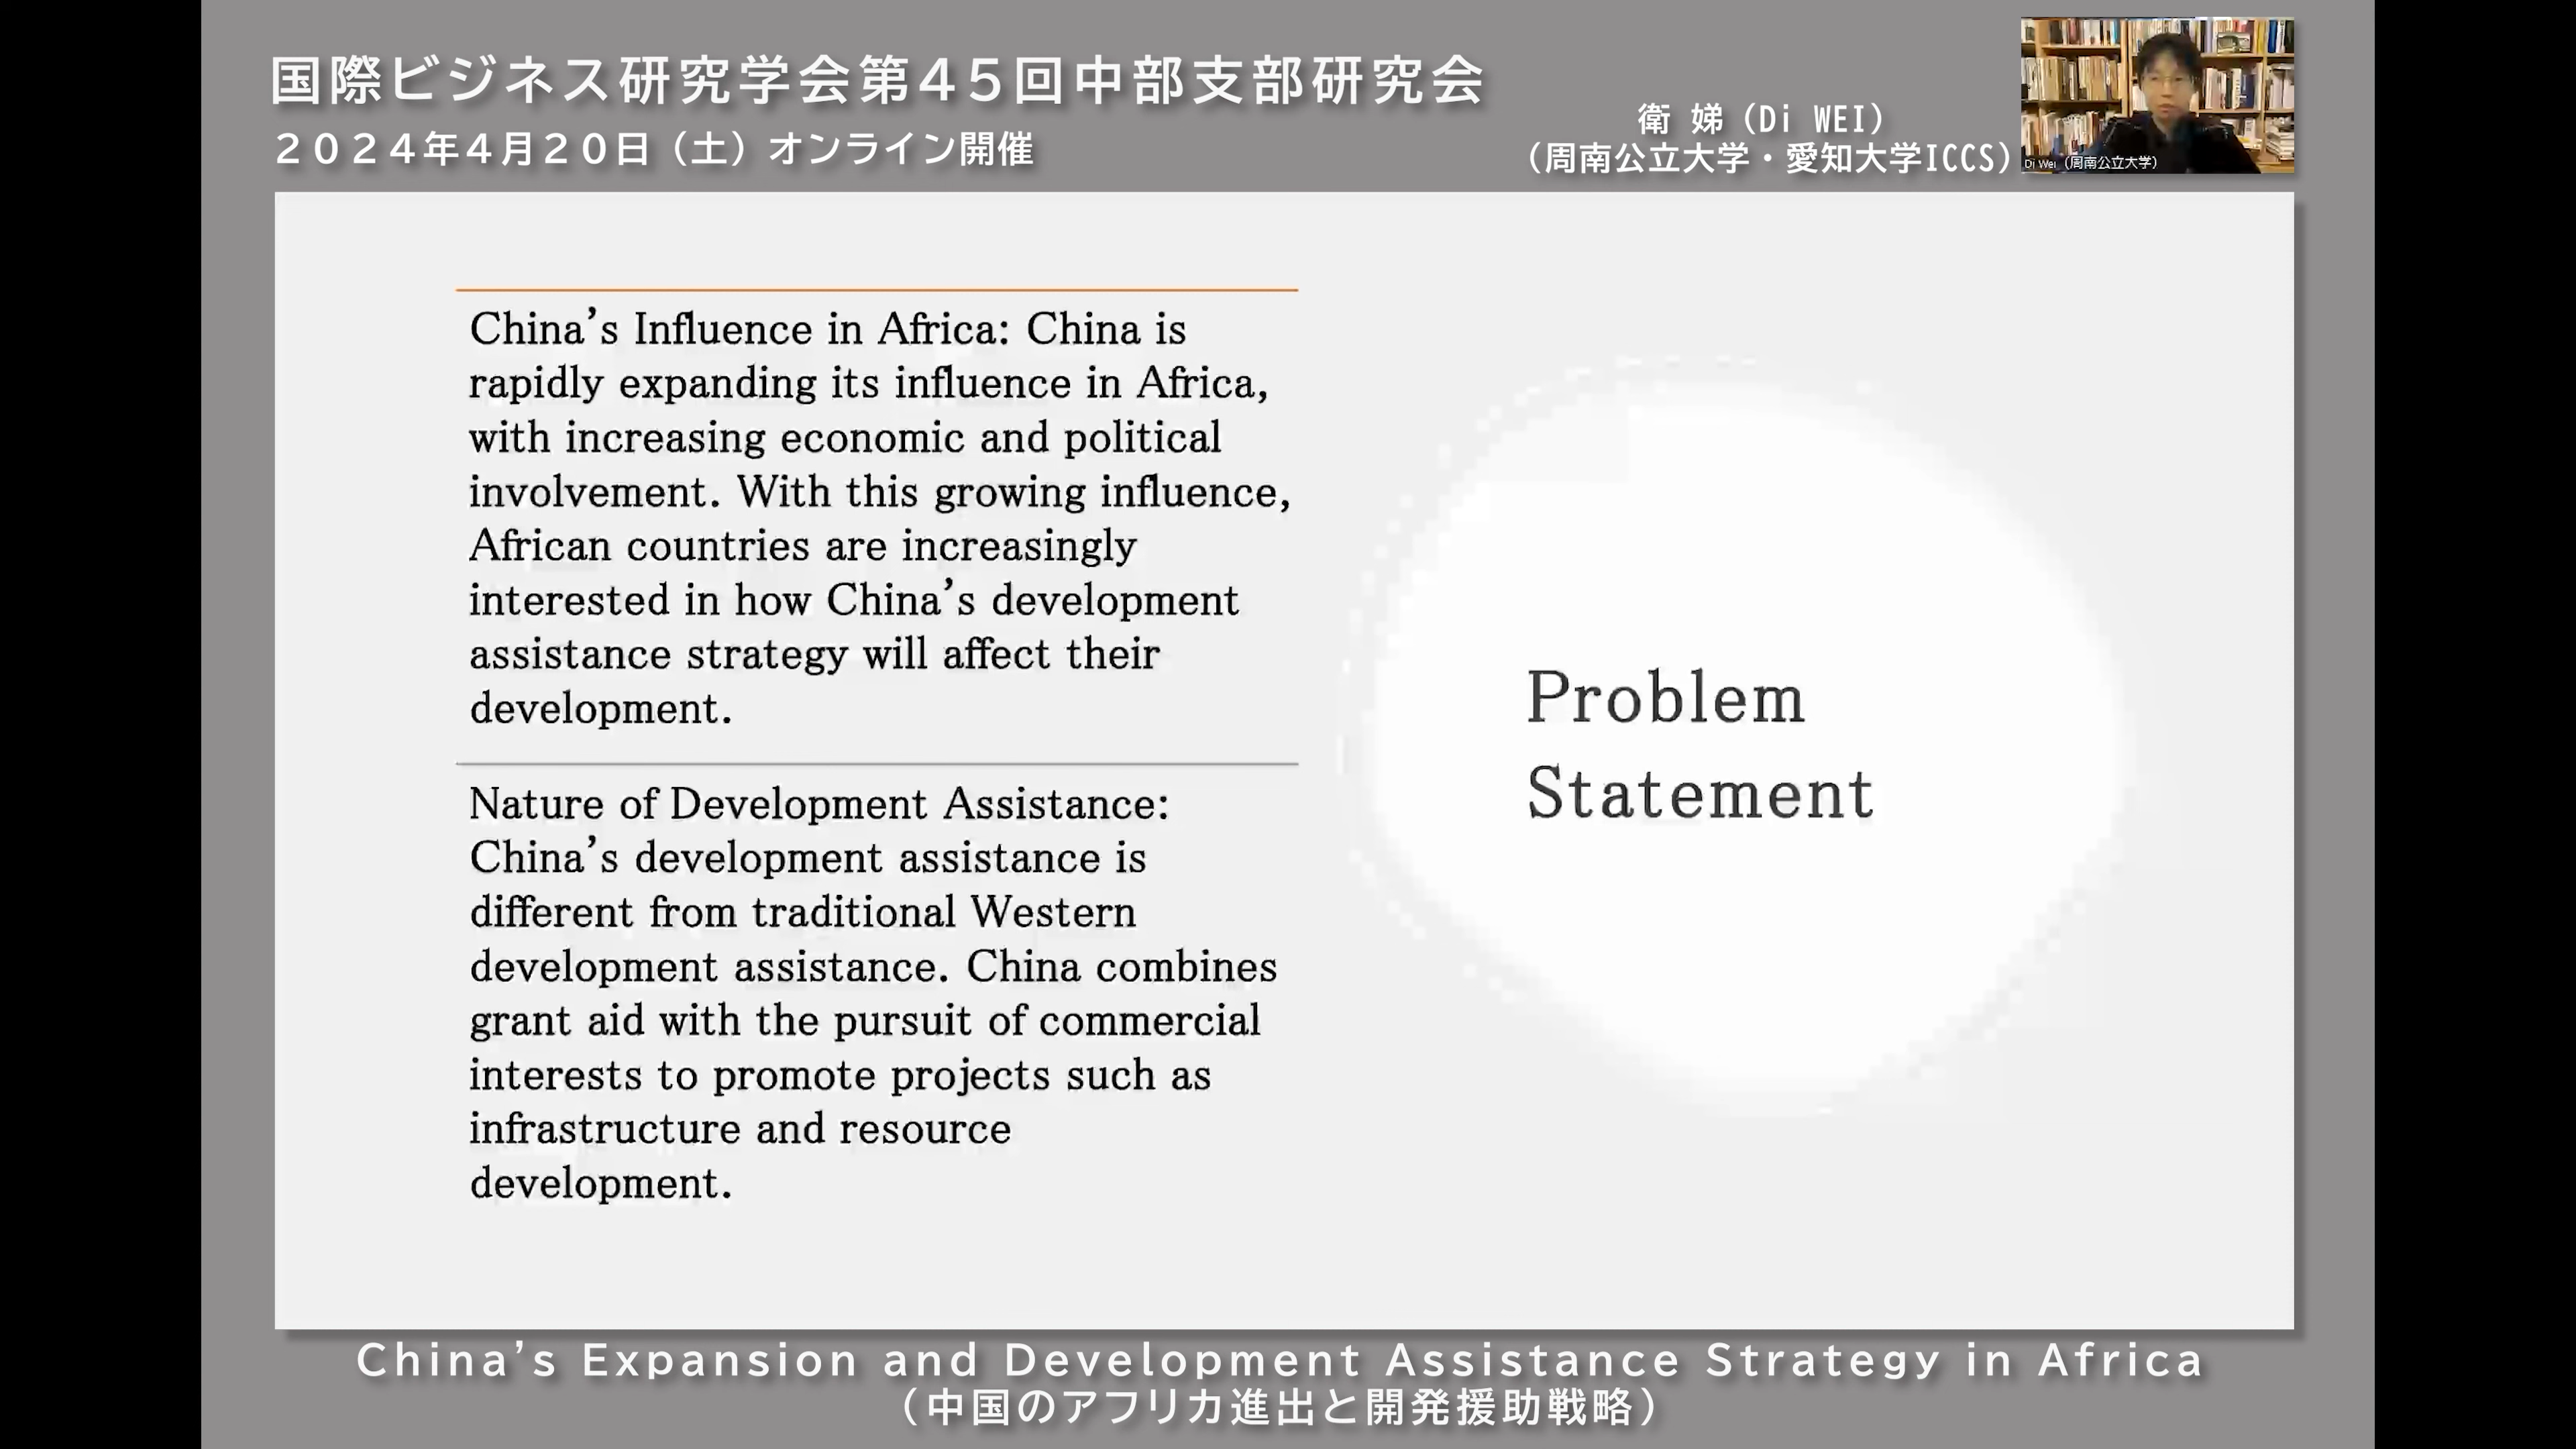 国際ビジネス研究学会第45回中部支部研究会
2024年4月20日（土）オンライン開催
衛 娣（Di WEI）
（周南公立大学・愛知大学ICCS）
Di Wei（周南公立大学）
China’s Influence in Africa: China is
rapidly expanding its influence in Africa,
with increasing economic and political
involvement. With this growing influence,
African countries are increasingly
interested in how China’s development
assistance strategy will affect their
development.
Nature of Development Assistance:
China’s development assistance is
different from traditional Western
development assistance. China combines
grant aid with the pursuit of commercial
interests to promote projects such as
infrastructure and resource
development.
Problem
Statement
China’s Expansion and Development Assistance Strategy in Africa
（中国のアフリカ進出と開発援助戦略）